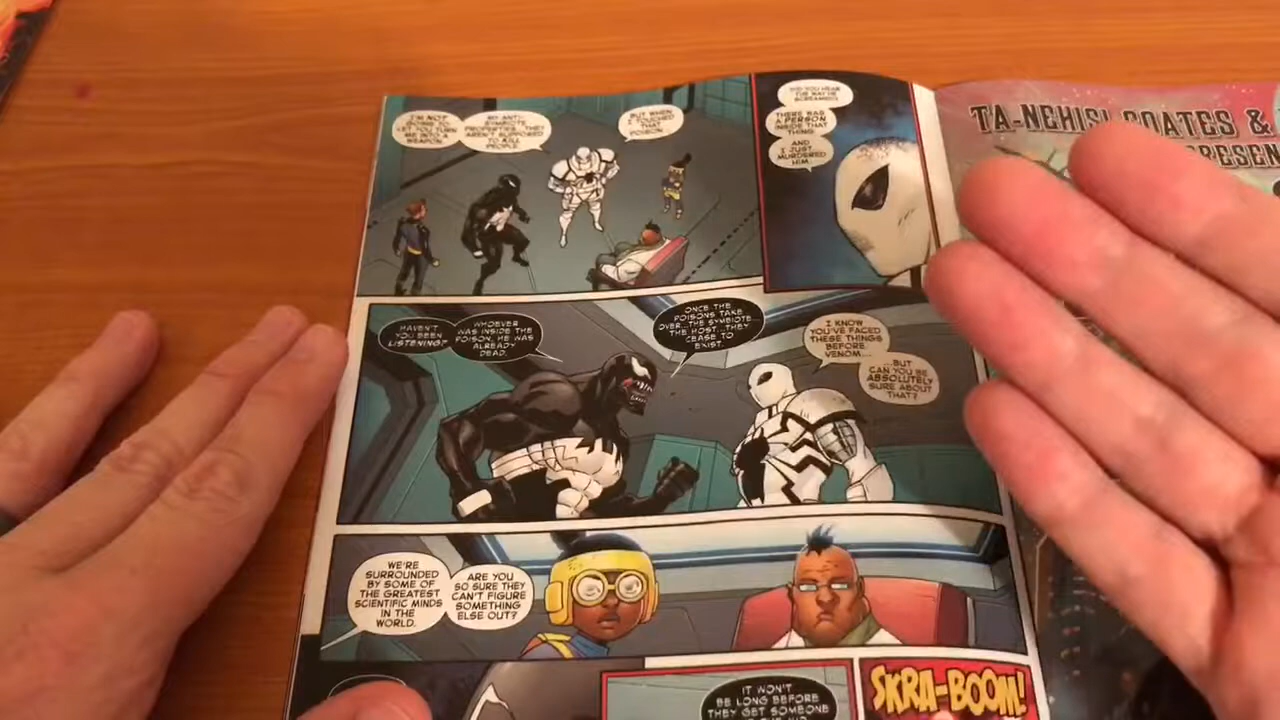 I'M NOT
GOING TO
LET YOU TURN
ME INTO A
WEAPON.
MY ANTI-
SYMBIOTE
PROPERTIES...THEY
AREN'T SUPPOSED
TO KILL
PEOPLE.
BUT WHEN
I TOUCHED
THAT
POISON...
DID YOU HEAR
THE WAY HE
SCREAMED?
THERE WAS
A PERSON
INSIDE THAT
THING.
AND
I JUST
MURDERED
HIM.
HAVEN'T
YOU BEEN
LISTENING?
WHOEVER
WAS INSIDE THE
POISON, HE WAS
ALREADY
DEAD.
ONCE THE
POISONS TAKE
OVER...THE SYMBIOTE,
THE HOST...THEY
CEASE TO
EXIST.
I KNOW
YOU'VE FACED
THESE THINGS
BEFORE,
VENOM...
...BUT
CAN YOU BE
ABSOLUTELY
SURE ABOUT
THAT?
WE'RE
SURROUNDED
BY SOME OF
THE GREATEST
SCIENTIFIC MINDS
IN THE
WORLD.
ARE YOU
SO SURE THEY
CAN'T FIGURE
SOMETHING
ELSE OUT?
IT WON'T
BE LONG BEFORE
THEY GET SOMEONE
SKRA-BOOM!
TA-NEHISI COATES &